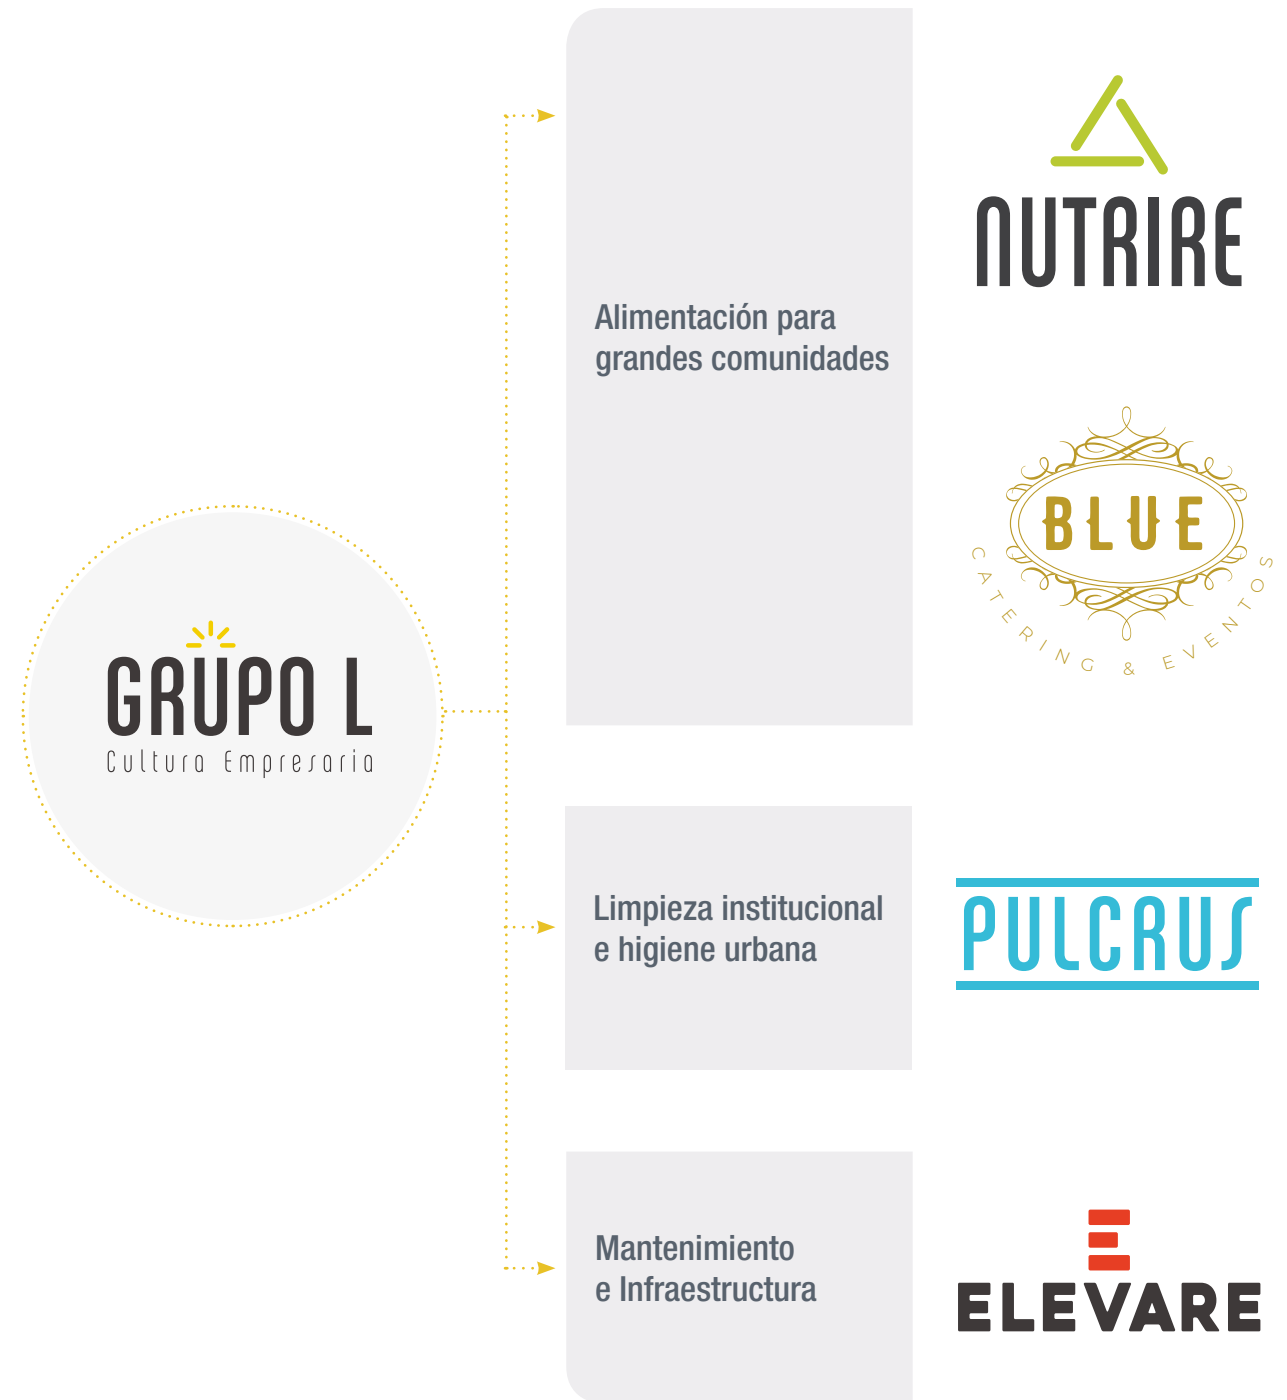 GRUPO L
Cultura Empresaria
Alimentación para
grandes comunidades
NUTRIRE
BLUE
CATERING & EVENTOS
Limpieza institucional
e higiene urbana
PULCRUS
Mantenimiento
e Infraestructura
ELEVARE